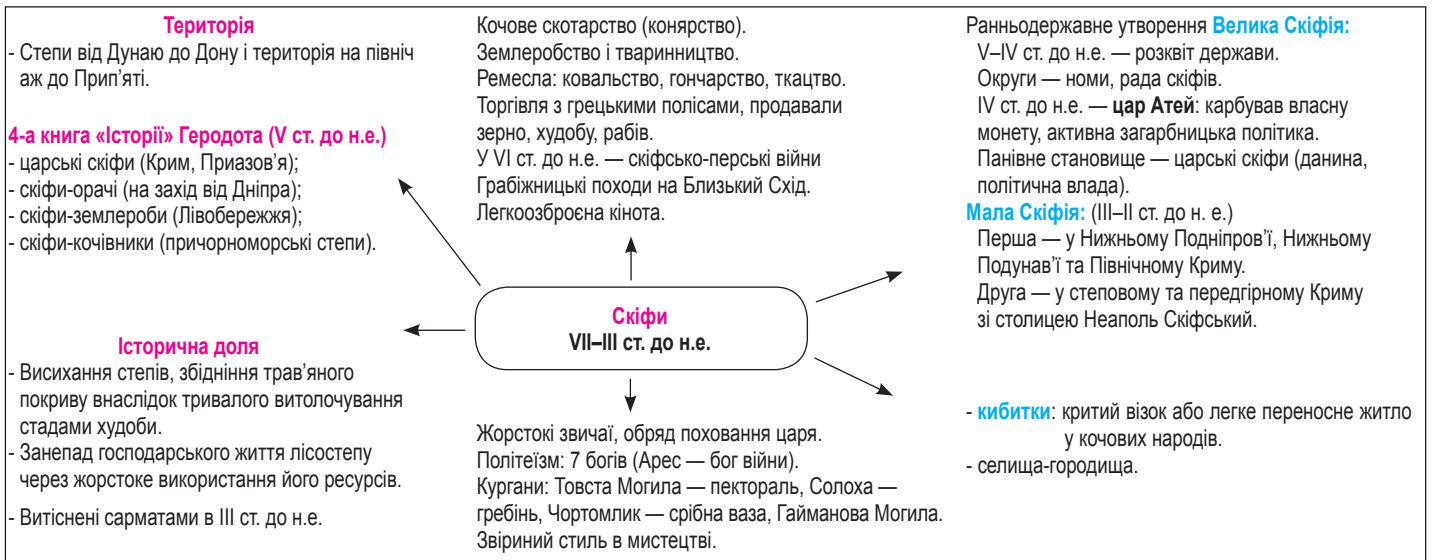 Територія
- Степи від Дунаю до Дону і територія на північ
аж до Прип’яті.
4-а книга «Історії» Геродота (V ст. до н.е.)
- царські скіфи (Крим, Приазов’я);
- скіфи-орачі (на захід від Дніпра);
- скіфи-землероби (Лівобережжя);
- скіфи-кочівники (причорноморські степи).
Історична доля
- Висихання степів, збідніння трав’яного
покриву внаслідок тривалого витолочування
стадами худоби.
- Занепад господарського життя лісостепу
через жорстоке використання його ресурсів.
- Витіснені сарматами в III ст. до н.е.
Кочове скотарство (конярство).
Землеробство і тваринництво.
Ремесла: ковальство, гончарство, ткацтво.
Торгівля з грецькими полісами, продавали
зерно, худобу, рабів.
У VI ст. до н.е. — скіфсько-перські війни
Грабіжницькі походи на Близький Схід.
Легкоозброєна кінота.
Скіфи
VII–III ст. до н.е.
Жорстокі звичаї, обряд поховання царя.
Політеїзм: 7 богів (Арес — бог війни).
Кургани: Товста Могила — пектораль, Солоха —
гребінь, Чортомлик — срібна ваза, Гайманова Могила.
Звіриний стиль в мистецтві.
Ранньодержавне утворення Велика Скіфія:
V–IV ст. до н.е. — розквіт держави.
Округи — номи, рада скіфів.
IV ст. до н.е. — цар Атей: карбував власну
монету, активна загарбницька політика.
Панівне становище — царські скіфи (данина,
політична влада).
Мала Скіфія: (III–II ст. до н. е.)
Перша — у Нижньому Подніпров’ї, Нижньому
Подунав’ї та Північному Криму.
Друга — у степовому та передгірному Криму
зі столицею Неаполь Скіфський.
- кибитки: критий візок або легке переносне житло
у кочових народів.
- селища-городища.